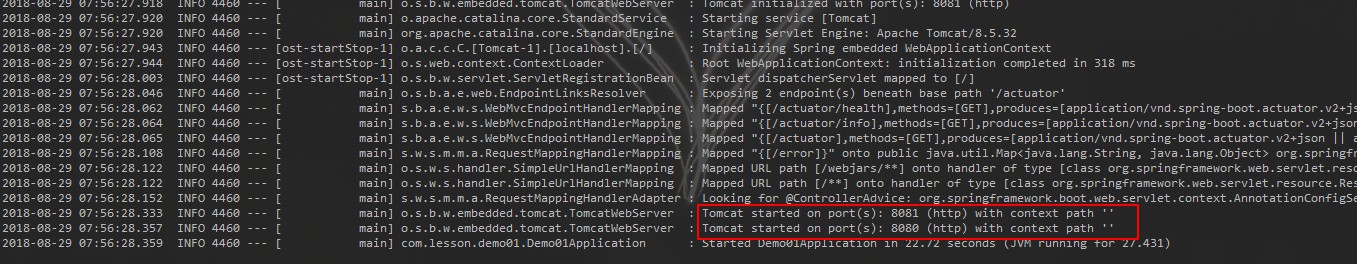 2018-08-29 07:56:27.918  INFO 4460 --- [           main] o.s.b.w.embedded.tomcat.TomcatWebServer  : Tomcat initialized with port(s): 8081 (http)
2018-08-29 07:56:27.920  INFO 4460 --- [           main] o.apache.catalina.core.StandardService   : Starting service [Tomcat]
2018-08-29 07:56:27.920  INFO 4460 --- [           main] org.apache.catalina.core.StandardEngine  : Starting Servlet Engine: Apache Tomcat/8.5.32
2018-08-29 07:56:27.943  INFO 4460 --- [ost-startStop-1] o.a.c.c.C.[Tomcat-1].[localhost].[/]     : Initializing Spring embedded WebApplicationContext
2018-08-29 07:56:27.944  INFO 4460 --- [ost-startStop-1] o.s.web.context.ContextLoader            : Root WebApplicationContext: initialization completed in 318 ms
2018-08-29 07:56:28.003  INFO 4460 --- [ost-startStop-1] o.s.b.w.servlet.ServletRegistrationBean  : Servlet dispatcherServlet mapped to [/]
2018-08-29 07:56:28.046  INFO 4460 --- [           main] o.s.b.a.e.web.EndpointLinksResolver      : Exposing 2 endpoint(s) beneath base path '/actuator'
2018-08-29 07:56:28.062  INFO 4460 --- [           main] s.b.a.e.w.s.WebMvcEndpointHandlerMapping : Mapped "{[/actuator/health],methods=[GET],produces=[application/vnd.spring-boot.actuator.v2+js
2018-08-29 07:56:28.064  INFO 4460 --- [           main] s.b.a.e.w.s.WebMvcEndpointHandlerMapping : Mapped "{[/actuator/info],methods=[GET],produces=[application/vnd.spring-boot.actuator.v2+json
2018-08-29 07:56:28.065  INFO 4460 --- [           main] s.b.a.e.w.s.WebMvcEndpointHandlerMapping : Mapped "{[/actuator],methods=[GET],produces=[application/vnd.spring-boot.actuator.v2+json || a
2018-08-29 07:56:28.108  INFO 4460 --- [           main] s.w.s.m.m.a.RequestMappingHandlerMapping : Mapped "{[/error]}" onto public java.util.Map<java.lang.String, java.lang.Object> org.springfr
2018-08-29 07:56:28.122  INFO 4460 --- [           main] o.s.w.s.handler.SimpleUrlHandlerMapping  : Mapped URL path [/webjars/**] onto handler of type [class org.springframework.web.servlet.reso
2018-08-29 07:56:28.122  INFO 4460 --- [           main] o.s.w.s.handler.SimpleUrlHandlerMapping  : Mapped URL path [/**] onto handler of type [class org.springframework.web.servlet.resource.Res
2018-08-29 07:56:28.152  INFO 4460 --- [           main] s.w.s.m.m.a.RequestMappingHandlerAdapter : Looking for @ControllerAdvice: org.springframework.boot.web.servlet.context.AnnotationConfigSe
2018-08-29 07:56:28.333  INFO 4460 --- [           main] o.s.b.w.embedded.tomcat.TomcatWebServer  : Tomcat started on port(s): 8081 (http) with context path ''
2018-08-29 07:56:28.357  INFO 4460 --- [           main] o.s.b.w.embedded.tomcat.TomcatWebServer  : Tomcat started on port(s): 8080 (http) with context path ''
2018-08-29 07:56:28.359  INFO 4460 --- [           main] com.lesson.demo01.Demo01Application      : Started Demo01Application in 22.72 seconds (JVM running for 27.431)